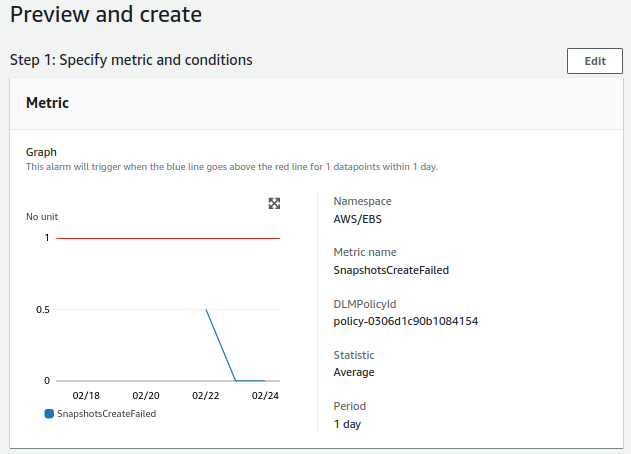 Preview and create
Step 1: Specify metric and conditions
Edit
Metric
Graph
This alarm will trigger when the blue line goes above the red line for 1 datapoints within 1 day.
No unit
1
0.5
0
02/18 02/20 02/22 02/24
SnapshotsCreateFailed
Namespace
AWS/EBS
Metric name
SnapshotsCreateFailed
DLMPolicyId
policy-0306d1c90b1084154
Statistic
Average
Period
1 day